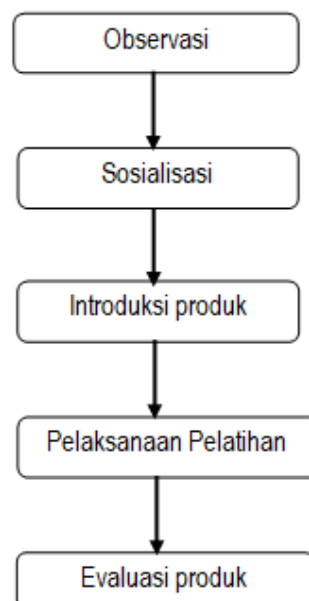 Observasi
Sosialisasi
Introduksi produk
Pelaksanaan Pelatihan
Evaluasi produk